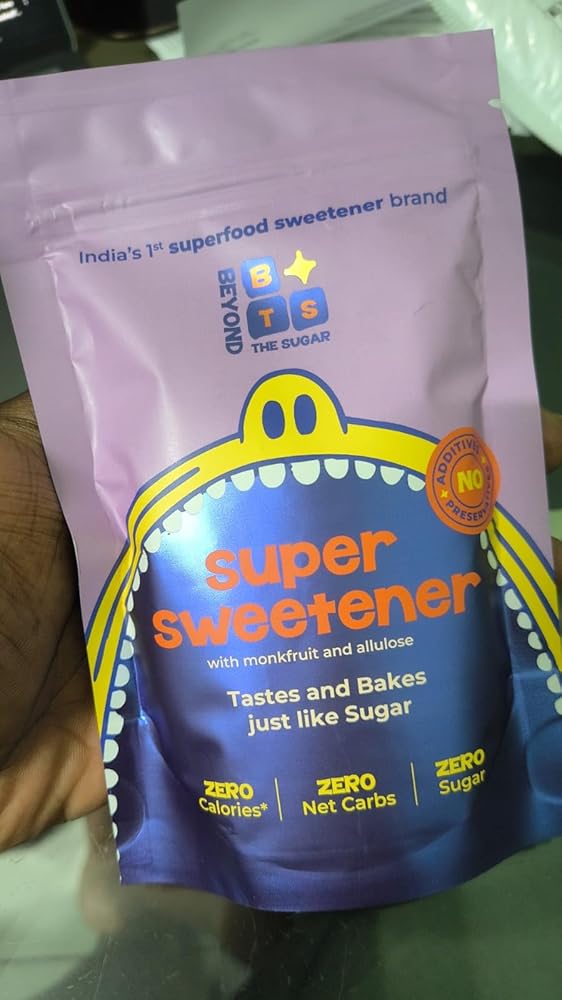 India's 1st superfood sweetener brand
BEYOND
B
T S
THE SUGAR
ADDITIVES
NO
super
sweetener
with monkfruit and allulose
Tastes and Bakes
just like Sugar
ZERO
Calories*
ZERO
Net Carbs
ZERO
Sugar